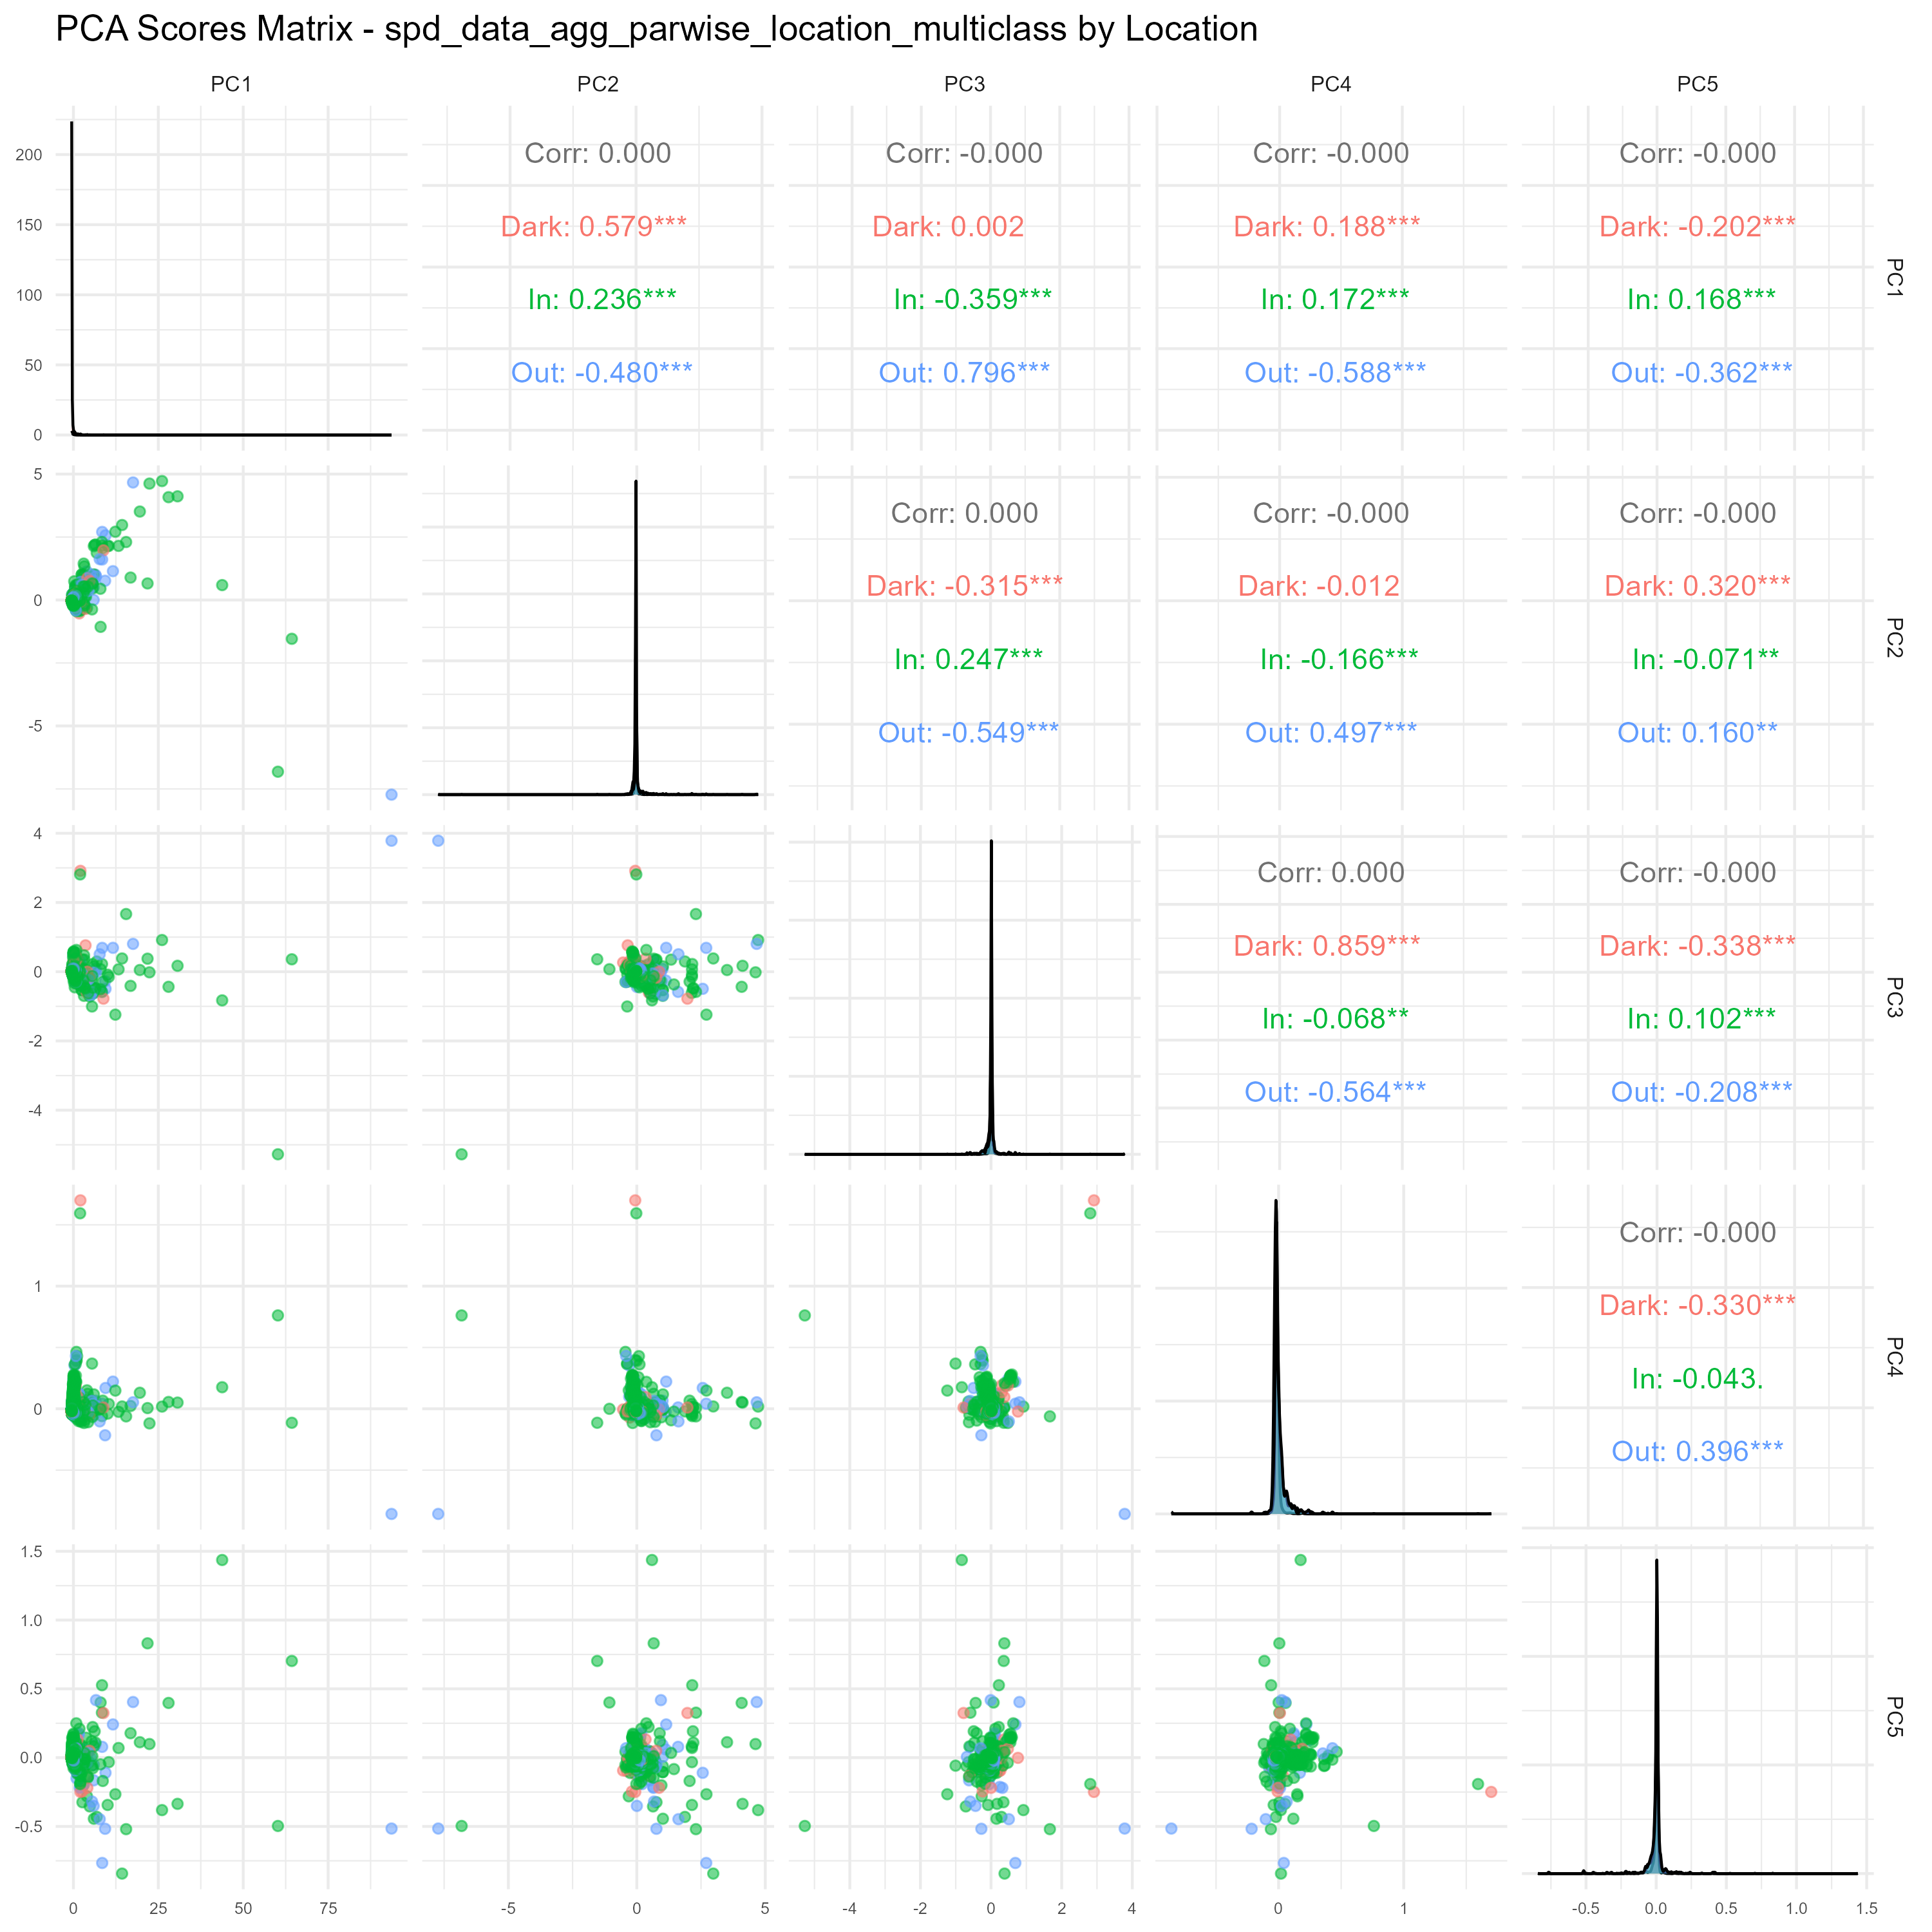 PCA Scores Matrix - spd_data_agg_parwise_location_multiclass by Location
PC1 PC2 PC3 PC4 PC5
200
150
100
50
0
Corr: 0.000 Corr: -0.000 Corr: -0.000 Corr: -0.000
Dark: 0.579*** Dark: 0.002 Dark: 0.188*** Dark: -0.202***
In: 0.236*** In: -0.359*** In: 0.172*** In: 0.168***
Out: -0.480*** Out: 0.796*** Out: -0.588*** Out: -0.362***
PC1
5
0
-5
Corr: 0.000 Corr: -0.000 Corr: -0.000
Dark: -0.315*** Dark: -0.012 Dark: 0.320***
In: 0.247*** In: -0.166*** In: -0.071**
Out: -0.549*** Out: 0.497*** Out: 0.160**
PC2
4
2
0
-2
-4
Corr: 0.000 Corr: -0.000
Dark: 0.859*** Dark: -0.338***
In: -0.068** In: 0.102***
Out: -0.564*** Out: -0.208***
PC3
1
0
Corr: -0.000
Dark: -0.330***
In: -0.043.
Out: 0.396***
PC4
1.5
1.0
0.5
0.0
-0.5
PC5
0 25 50 75 -5 0 5 -4 -2 0 2 4 0 1 -0.5 0.0 0.5 1.0 1.5